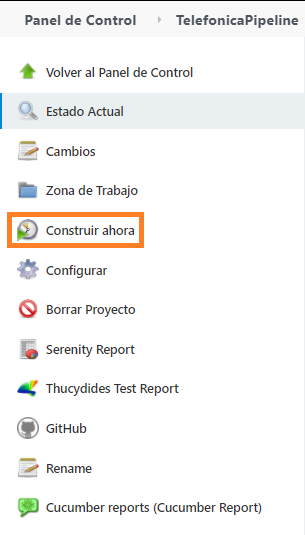 Panel de Control
TelefonicaPipeline
Volver al Panel de Control
Estado Actual
Cambios
Zona de Trabajo
Construir ahora
Configurar
Borrar Proyecto
Serenity Report
Thucydides Test Report
GitHub
Rename
Cucumber reports (Cucumber Report)